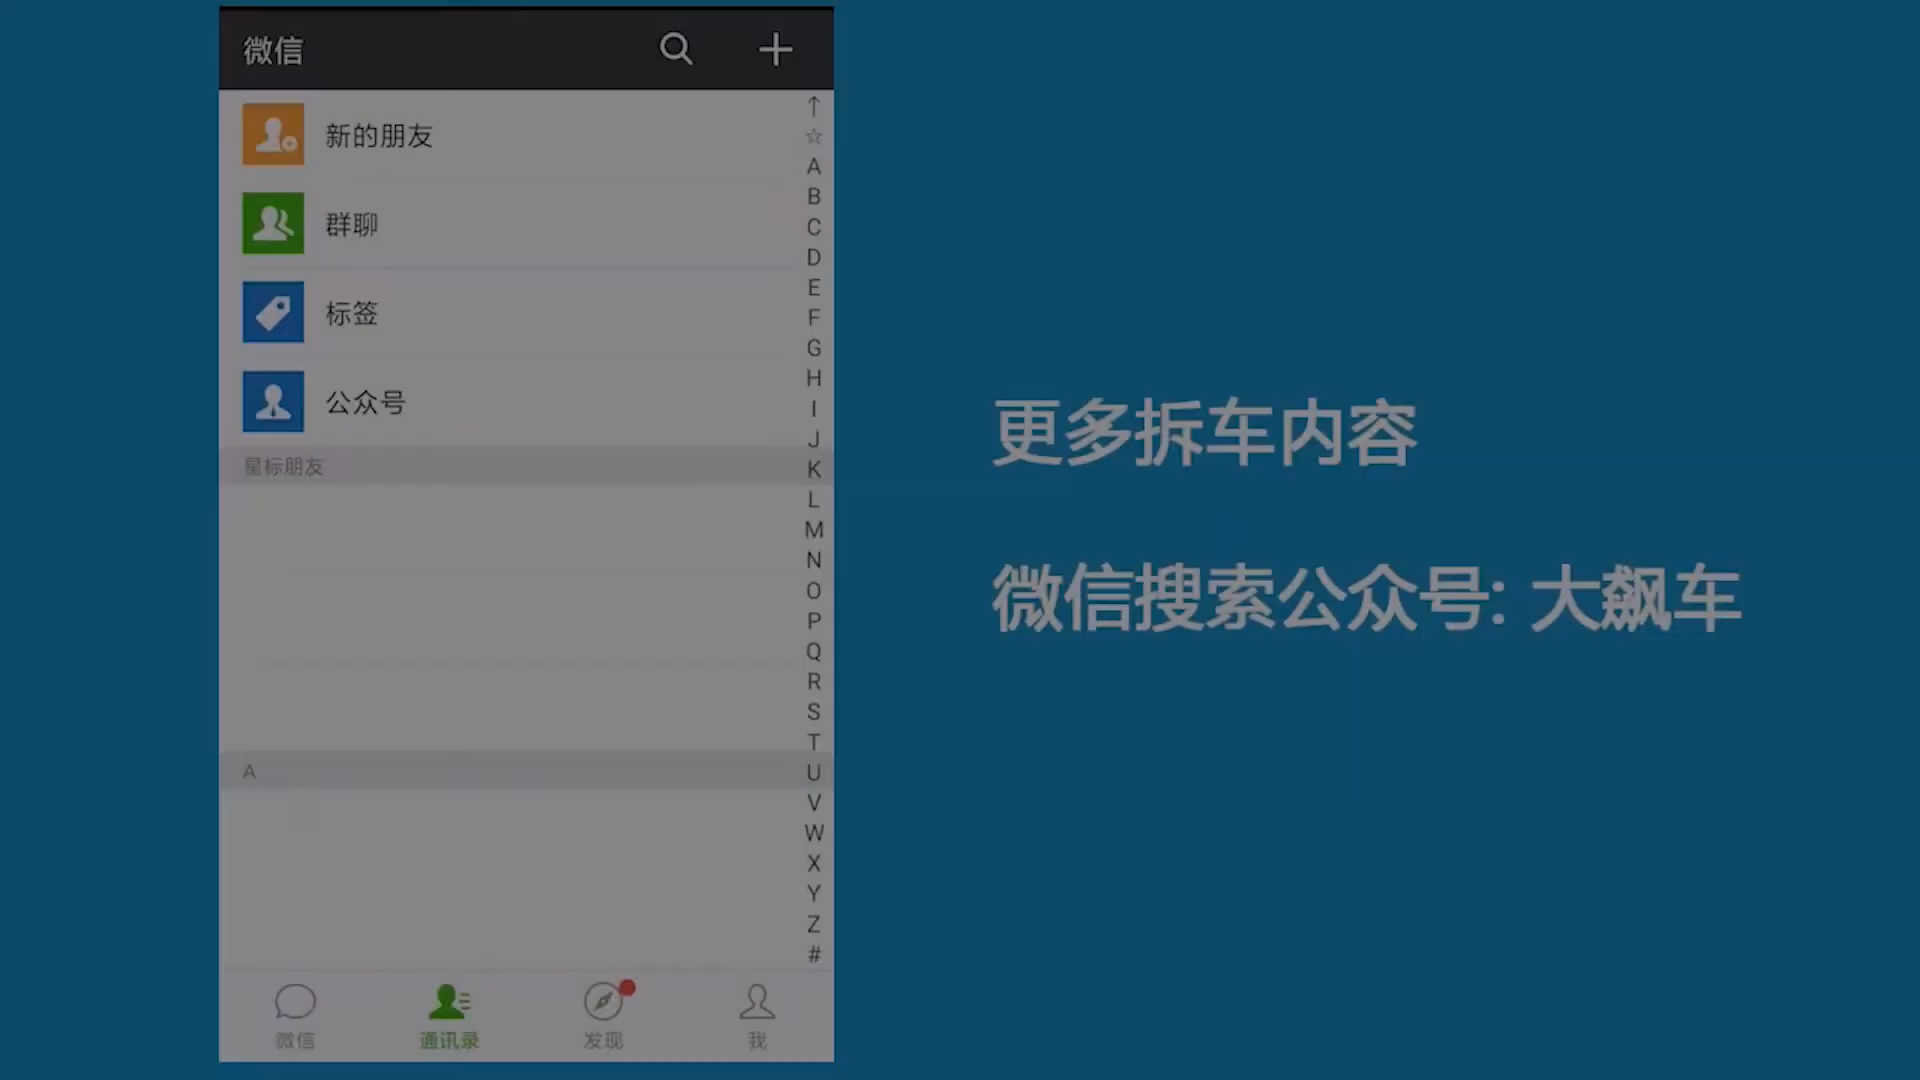 微信
新的朋友
群聊
标签
公众号
星标朋友
A
↑
☆
A
B
C
D
E
F
G
H
I
J
K
L
M
N
O
P
Q
R
S
T
U
V
W
X
Y
Z
#
微信
通讯录
发现
我
更多拆车内容
微信搜索公众号: 大飙车